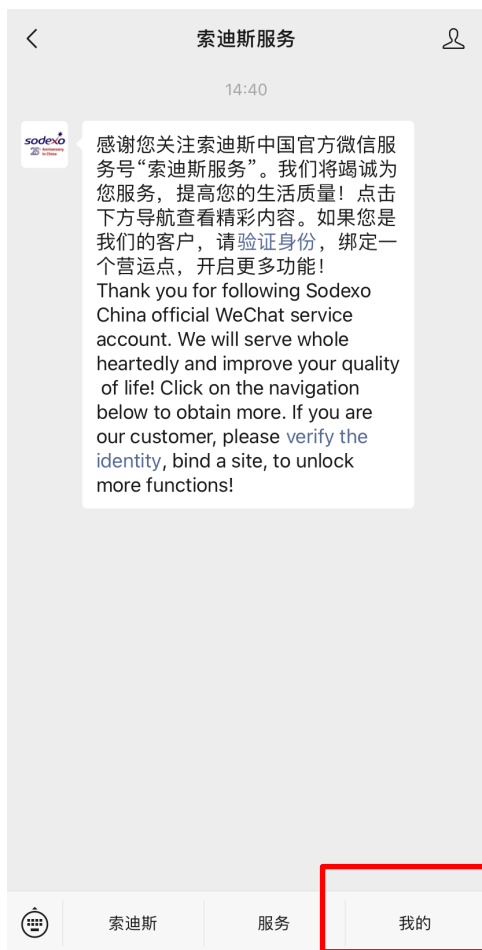 索迪斯服务
14:40
sodexo
25 Anniversary
in China
感谢您关注索迪斯中国官方微信服
务号“索迪斯服务”。我们将竭诚为
您服务，提高您的生活质量！点击
下方导航查看精彩内容。如果您是
我们的客户，请验证身份，绑定一
个营运点，开启更多功能！
Thank you for following Sodexo
China official WeChat service
account. We will serve whole
heartedly and improve your quality
of life! Click on the navigation
below to obtain more. If you are
our customer, please verify the
identity, bind a site, to unlock
more functions!
索迪斯 服务 我的